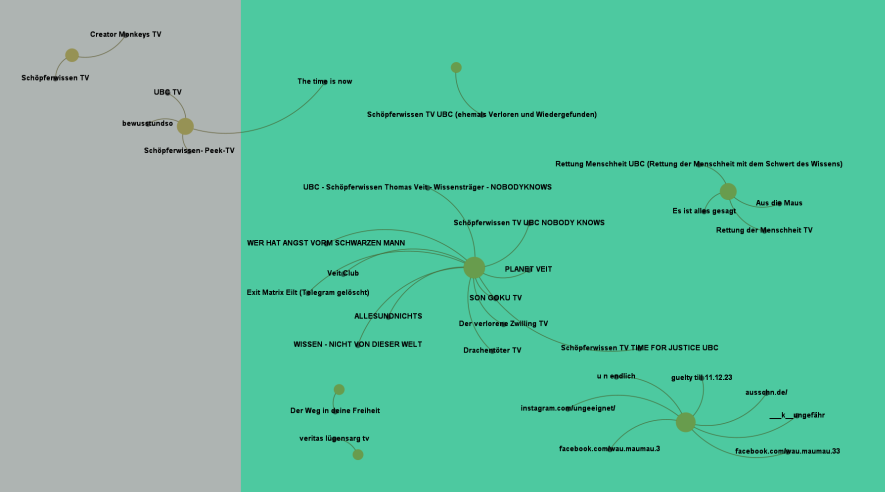 Creator Monkeys TV
Schöpferwissen TV
The time is now
UBC TV
Schöpferwissen TV UBC (ehemals Verloren und Wiedergefunden)
bewusstundso
Schöpferwissen- Peek-TV
Rettung Menschheit UBC (Rettung der Menschheit mit dem Schwert des Wissens)
UBC - Schöpferwissen Thomas Veit - Wissensträger - NOBODYKNOWS
Aus die Maus
Es ist alles gesagt
Schöpferwissen TV UBC NOBODY KNOWS
Rettung der Menschheit TV
WER HAT ANGST VORM SCHWARZEN MANN
PLANET VEIT
Veit Club
Exit Matrix Eilt (Telegram gelöscht)
SON GOKU TV
ALLESUNDNICHTS
Der verlorene Zwilling TV
WISSEN - NICHT VON DIESER WELT
Drachentöter TV
Schöpferwissen TV TIME FOR JUSTICE UBC
u n endlich
guelty till 11.12.23
aussehn.de/
Der Weg in deine Freiheit
instagram.com/ungeeignet/
___k__ungefähr
veritas lügensarg tv
facebook.com/wau.maumau.3
facebook.com/wau.maumau.33